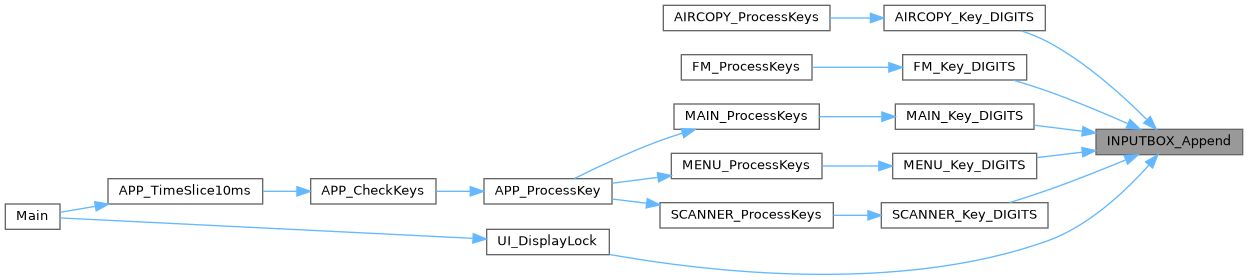 AIRCOPY_ProcessKeys
AIRCOPY_Key_DIGITS
FM_ProcessKeys
FM_Key_DIGITS
MAIN_ProcessKeys
MAIN_Key_DIGITS
INPUTBOX_Append
MENU_ProcessKeys
MENU_Key_DIGITS
APP_TimeSlice10ms
APP_CheckKeys
APP_ProcessKey
Main
SCANNER_ProcessKeys
SCANNER_Key_DIGITS
UI_DisplayLock